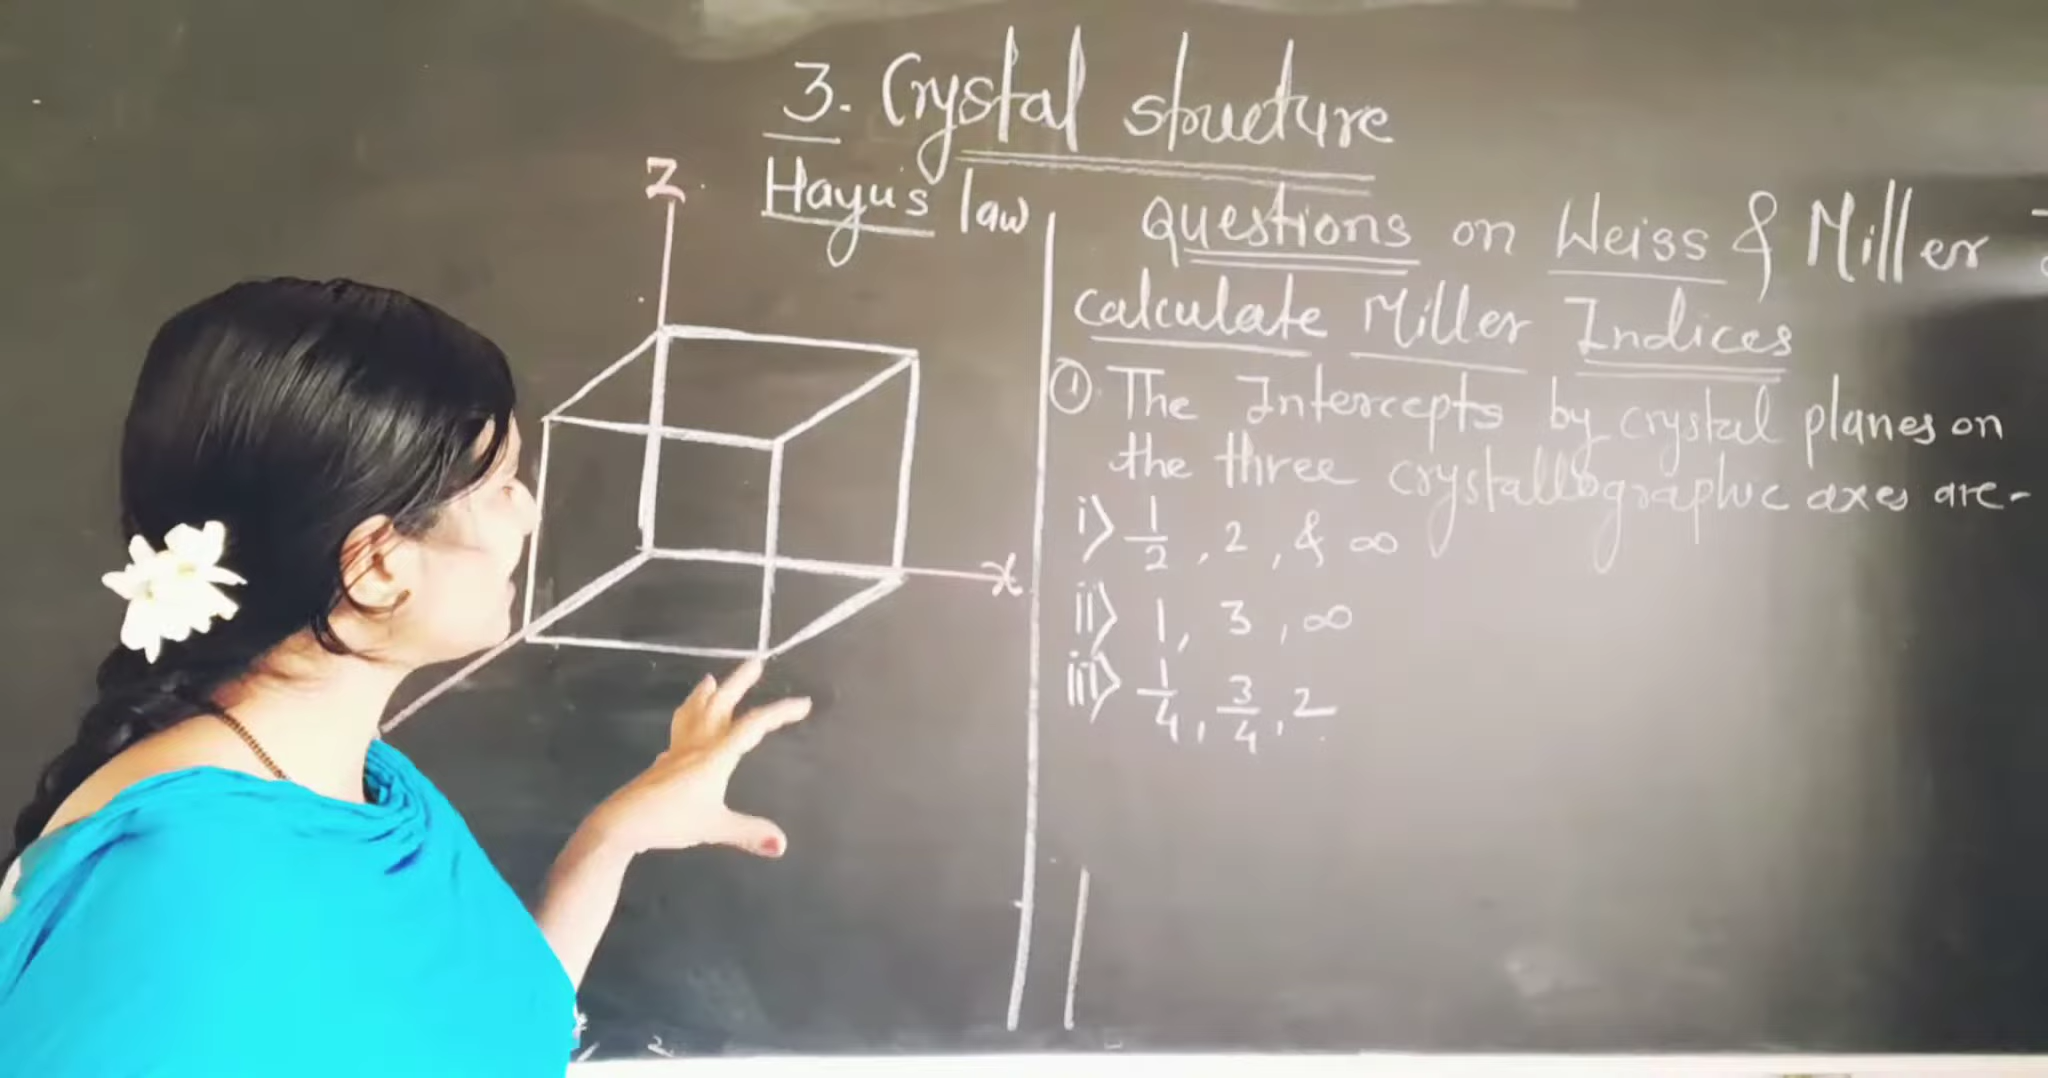 3. Crystal structure
Z
Hayu's law
x
Questions on Weiss & Miller
Calculate Miller Indices
① The Intercepts by crystal planes on
the three crystallographic axes are-
i) 1/2, 2, & ∞
ii) 1, 3, ∞
iii) 1/4, 3/4, 2